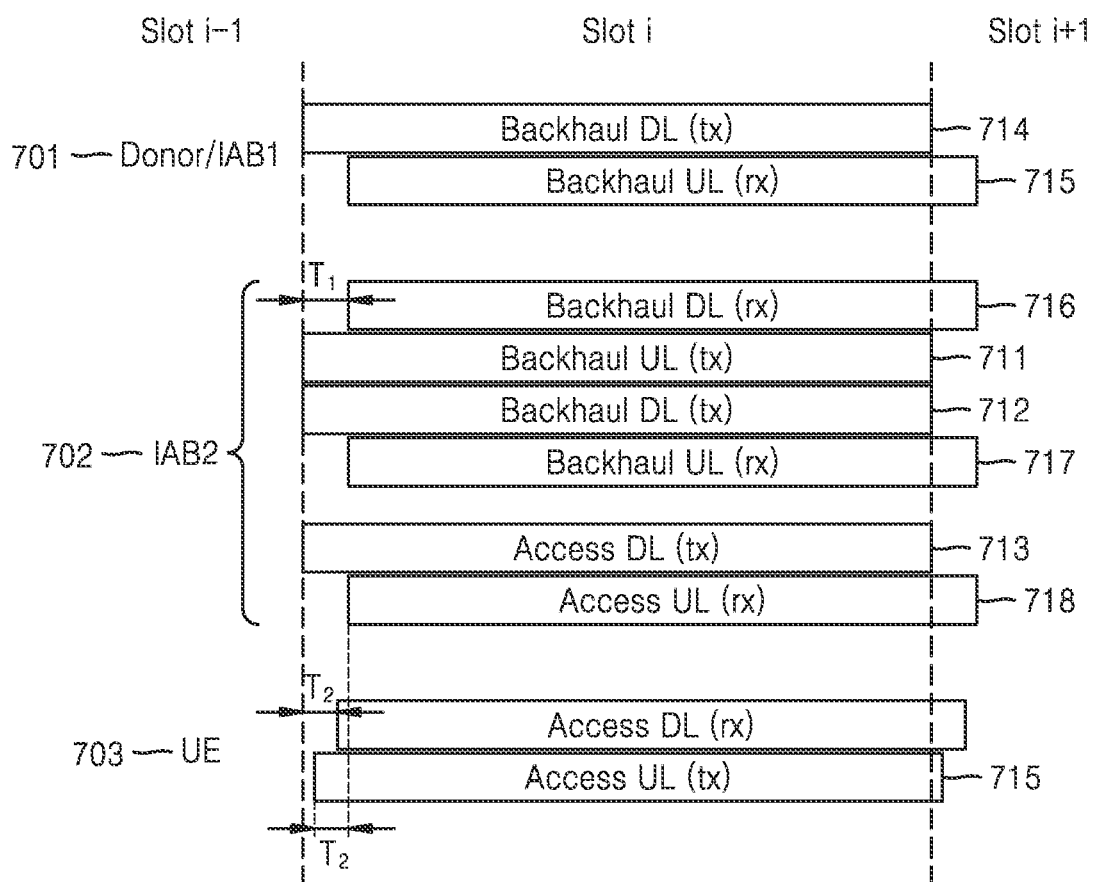 Slot i-1 Slot i Slot i+1
Backhaul DL (tx) 714
701 Donor/IAB1
Backhaul UL (rx) 715
T1
Backhaul DL (rx) 716
Backhaul UL (tx) 711
Backhaul DL (tx) 712
702 IAB2
Backhaul UL (rx) 717
Access DL (tx) 713
Access UL (rx) 718
T2
Access DL (rx)
703 UE
Access UL (tx) 715
T2